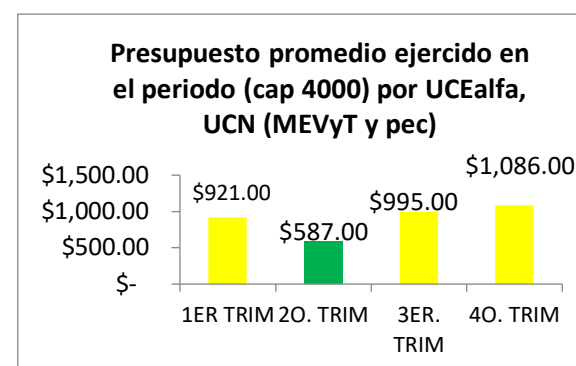 Presupuesto promedio ejercido en
el periodo (cap 4000) por UCEalfa,
UCN (MEVyT y pec)
$1,500.00
$1,000.00
$500.00
$-
$921.00
$587.00
$995.00
$1,086.00
1ER TRIM
2O. TRIM
3ER.
TRIM
4O. TRIM